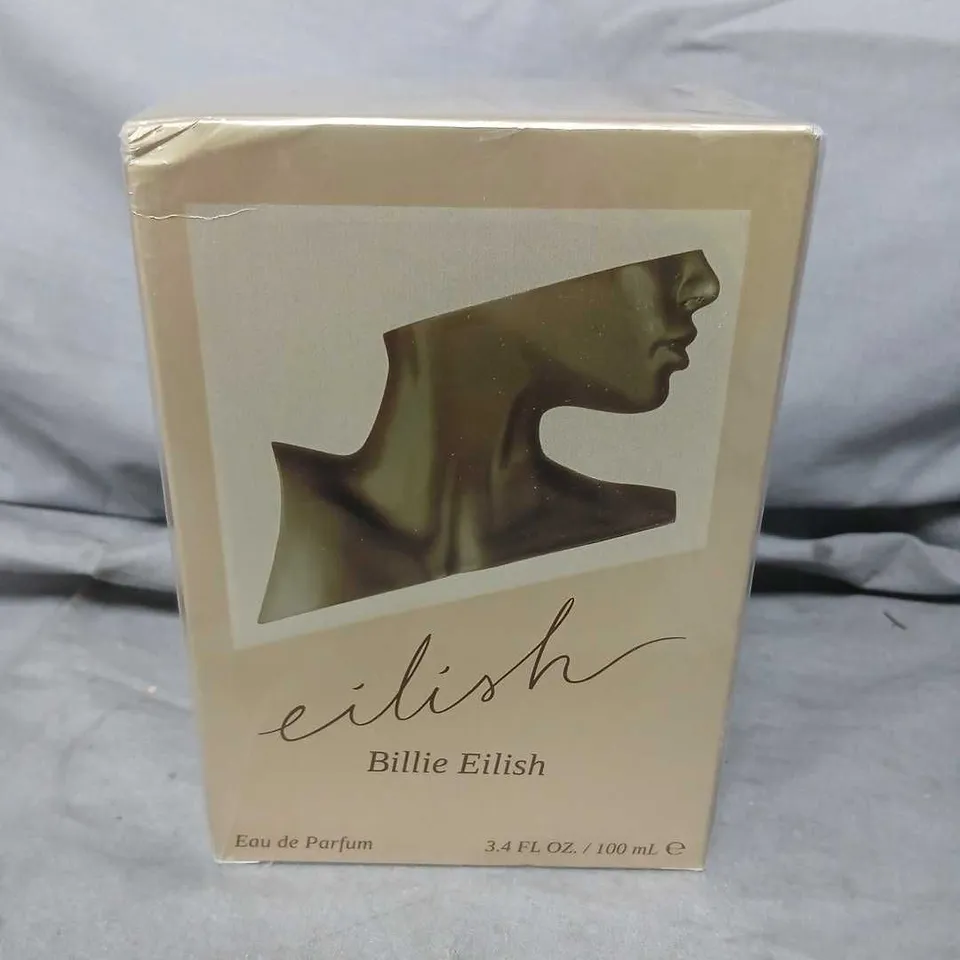 eilish
Billie Eilish
Eau de Parfum 3.4 FL OZ. / 100 mL ℮